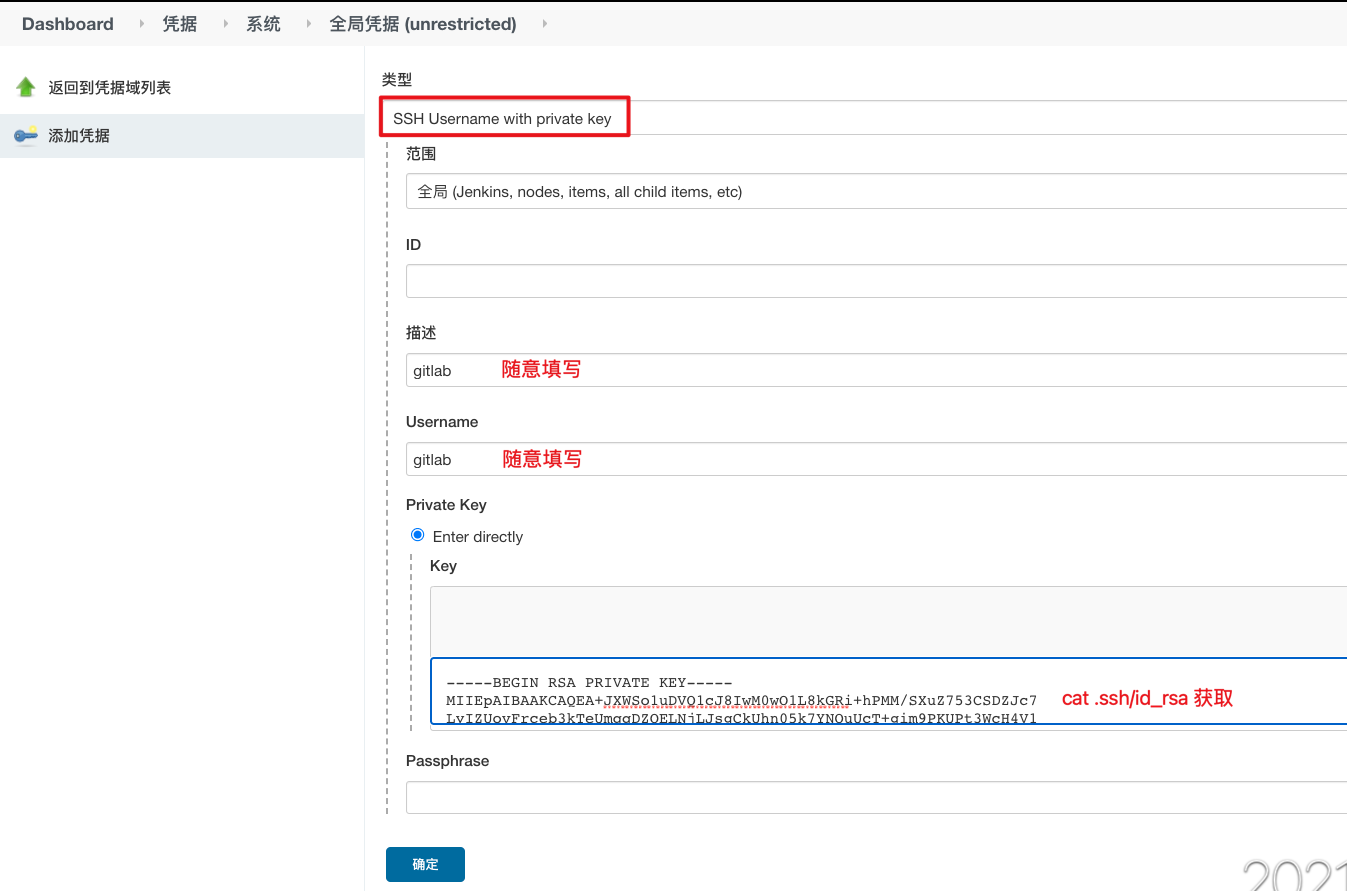 Dashboard 凭据 系统 全局凭据 (unrestricted)
返回到凭据域列表
添加凭据
类型
SSH Username with private key
范围
全局 (Jenkins, nodes, items, all child items, etc)
ID
描述
gitlab 随意填写
Username
gitlab 随意填写
Private Key
Enter directly
Key
-----BEGIN RSA PRIVATE KEY-----
MIIEpAIBAAKCAQEA+JXWSo1uDVQ1cJ8IwM0wO1L8kGRi+hPMM/SXuZ753CSDZJc7
cat .ssh/id_rsa 获取
Passphrase
确定
2021